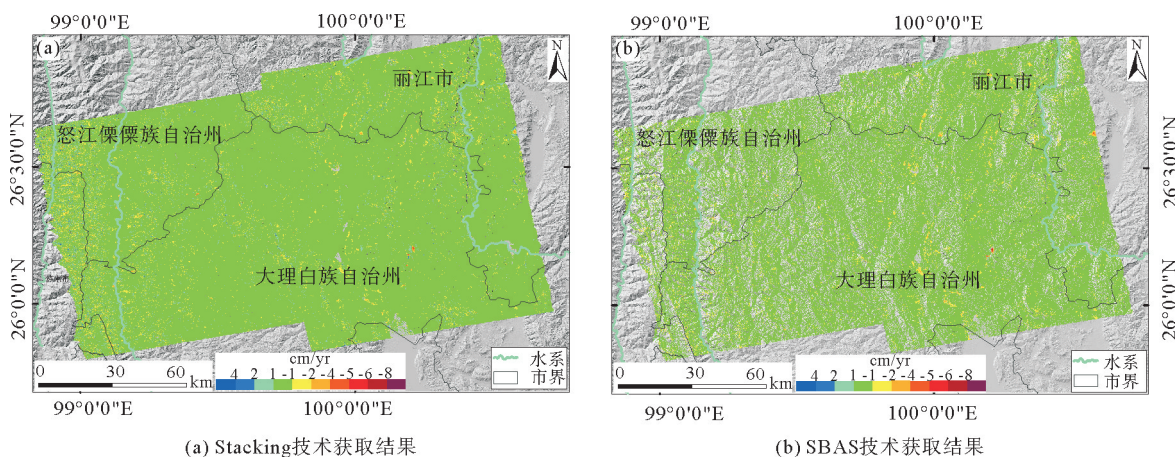 99°0'0"E 100°0'0"E
(a)
N
丽江市
怒江傈僳族自治州
大理白族自治州
26°30'0"N
26°0'0"N
cm/yr
4 2 1 -1 -2 -4 -5 -6 -8
0 30 60 km
水系
市界
99°0'0"E 100°0'0"E
(a) Stacking技术获取结果
99°0'0"E 100°0'0"E
(b)
N
丽江市
怒江傈僳族自治州
大理白族自治州
26°30'0"N
26°0'0"N
cm/yr
4 2 1 -1 -2 -4 -5 -6 -8
0 30 60 km
水系
市界
99°0'0"E 100°0'0"E
(b) SBAS技术获取结果